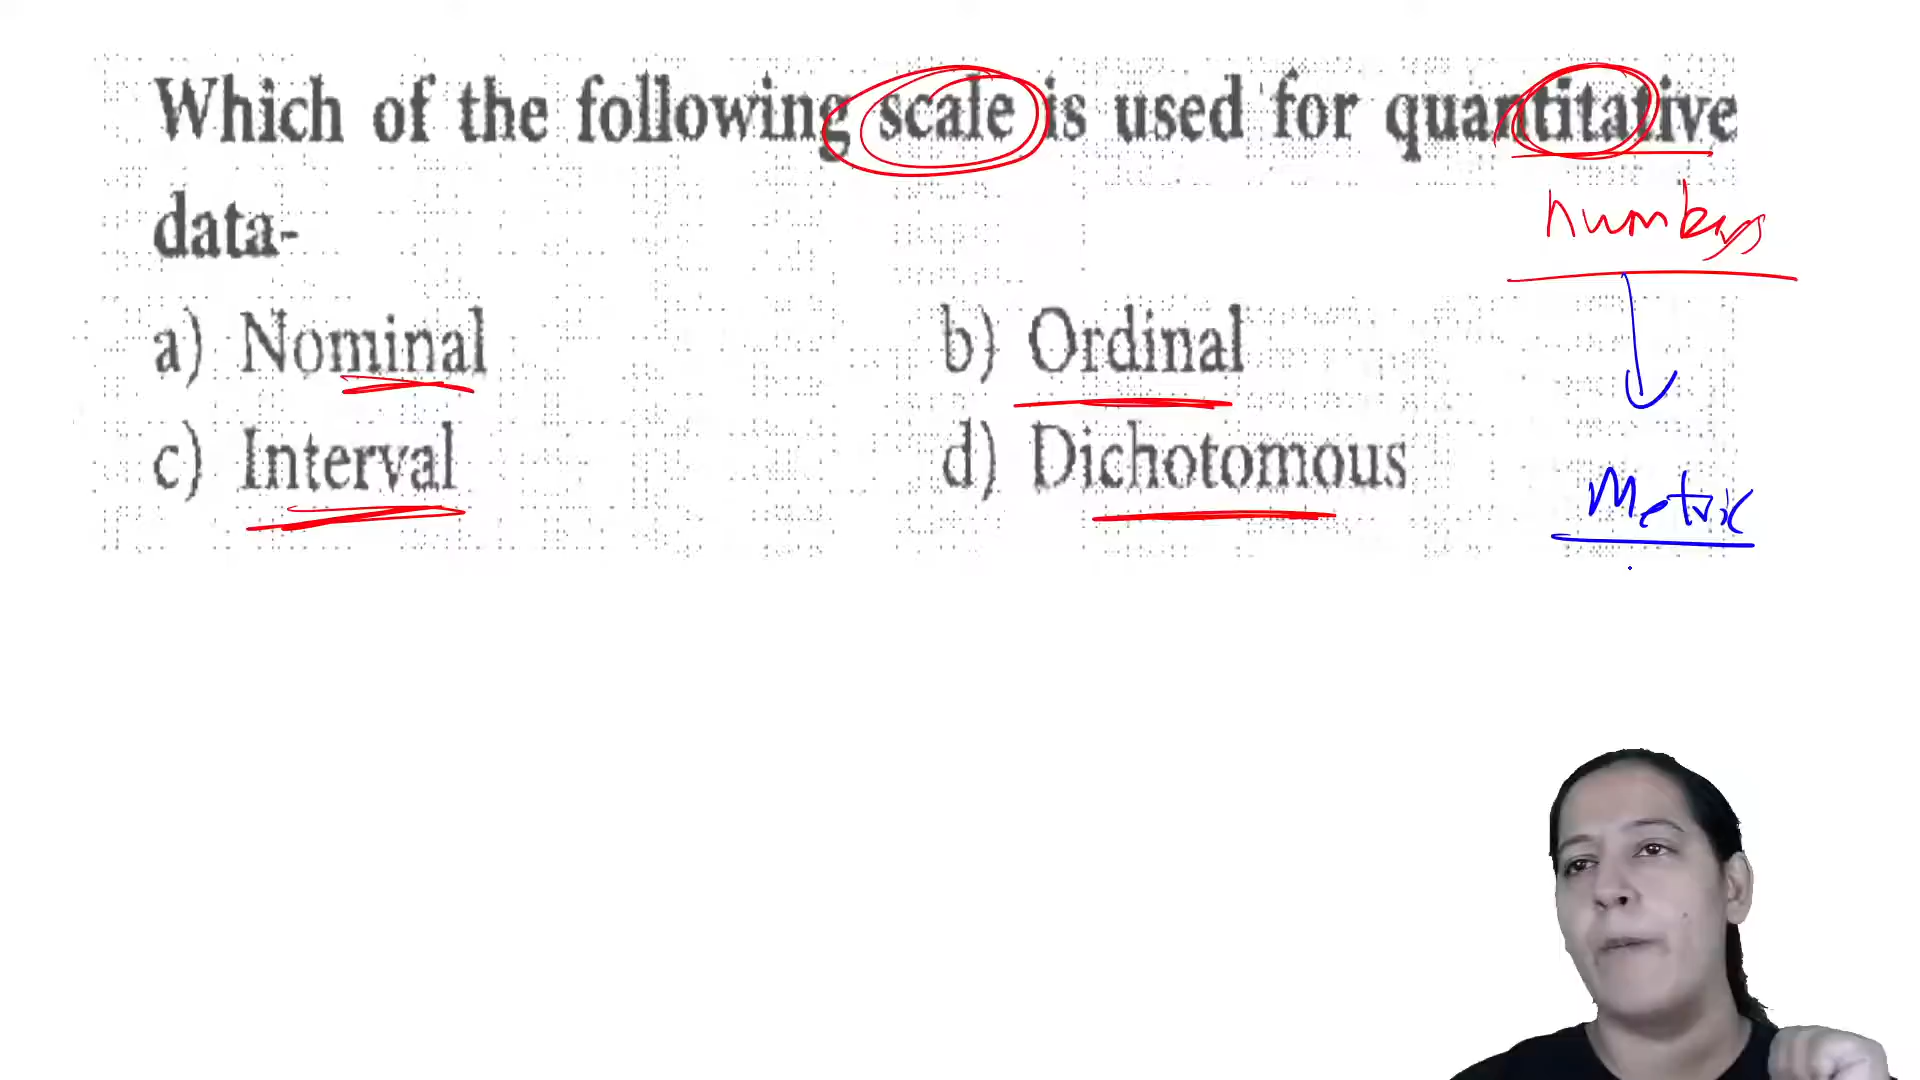 Which of the following scale is used for quantitative
data-
numbers
a) Nominal b) Ordinal
c) Interval d) Dichotomous
Metric